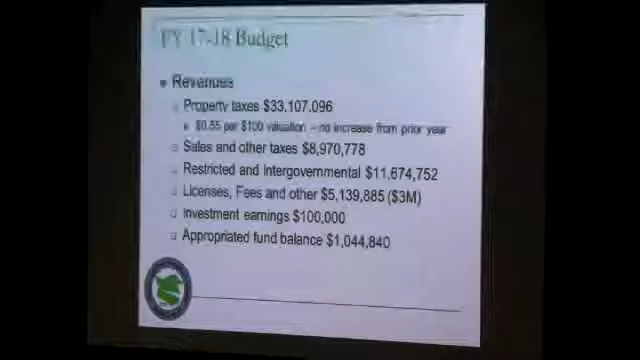 FY 17-18 Budget
Revenues
Property taxes $33,107,096
$0.55 per $100 valuation – no increase from prior year
Sales and other taxes $8,970,778
Restricted and Intergovernmental $11,674,752
Licenses, Fees and other $5,139,885 ($3M)
Investment earnings $100,000
Appropriated fund balance $1,044,840